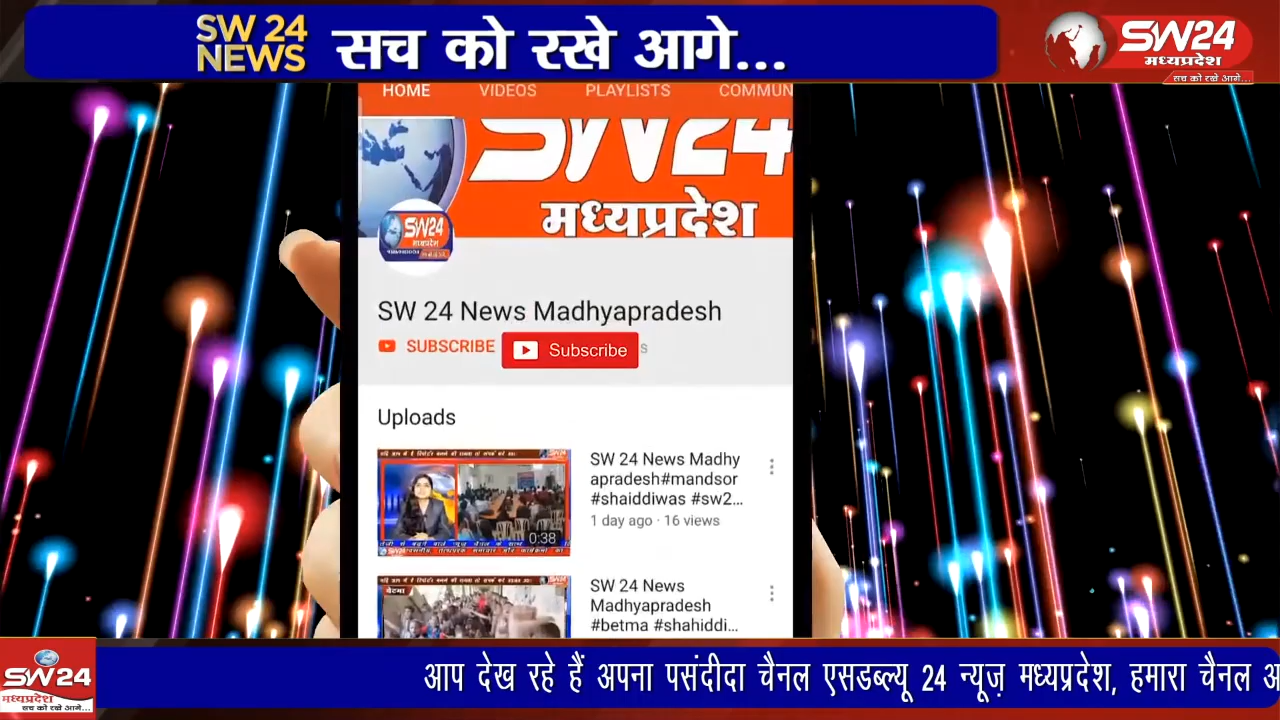 SW 24
NEWS
सच को रखे आगे...
SW24
मध्यप्रदेश
सच को रखे आगे...
HOME VIDEOS PLAYLISTS COMMUN
SW24
मध्यप्रदेश
SW24
SW 24 News Madhyapradesh
SUBSCRIBE
Subscribe
s
Uploads
SW 24 News Madhy
apradesh#mandsor
#shaiddiwas #sw2...
1 day ago · 16 views
0:38
SW 24 News
Madhyapradesh
#betma #shahiddi...
बेटमा
SW24
मध्यप्रदेश
सच को रखे आगे...
आप देख रहे हैं अपना पसंदीदा चैनल एसडब्ल्यू 24 न्यूज़ मध्यप्रदेश, हमारा चैनल अ